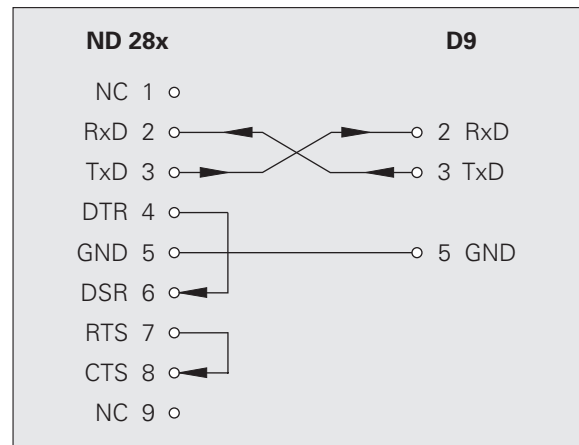 ND 28x D9
NC 1
RxD 2 2 RxD
TxD 3 3 TxD
DTR 4
GND 5 5 GND
DSR 6
RTS 7
CTS 8
NC 9